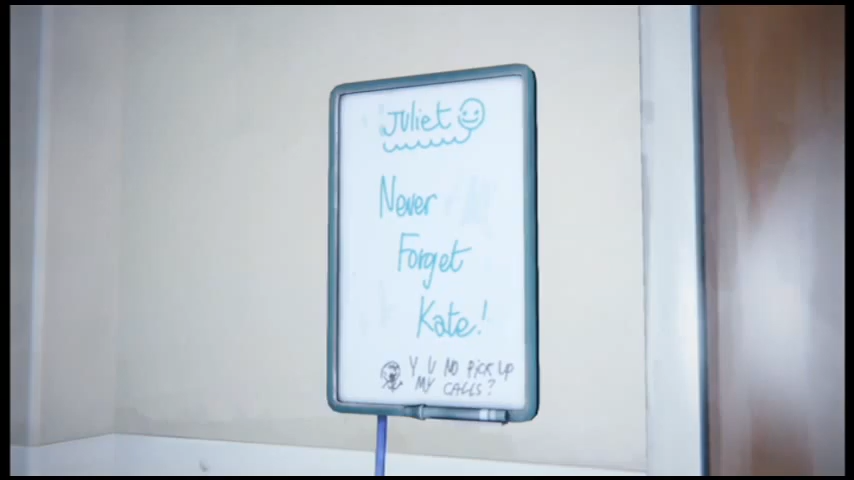 Juliet
Never
Forget
Kate!
Y U NO PICK UP
MY CALLS?